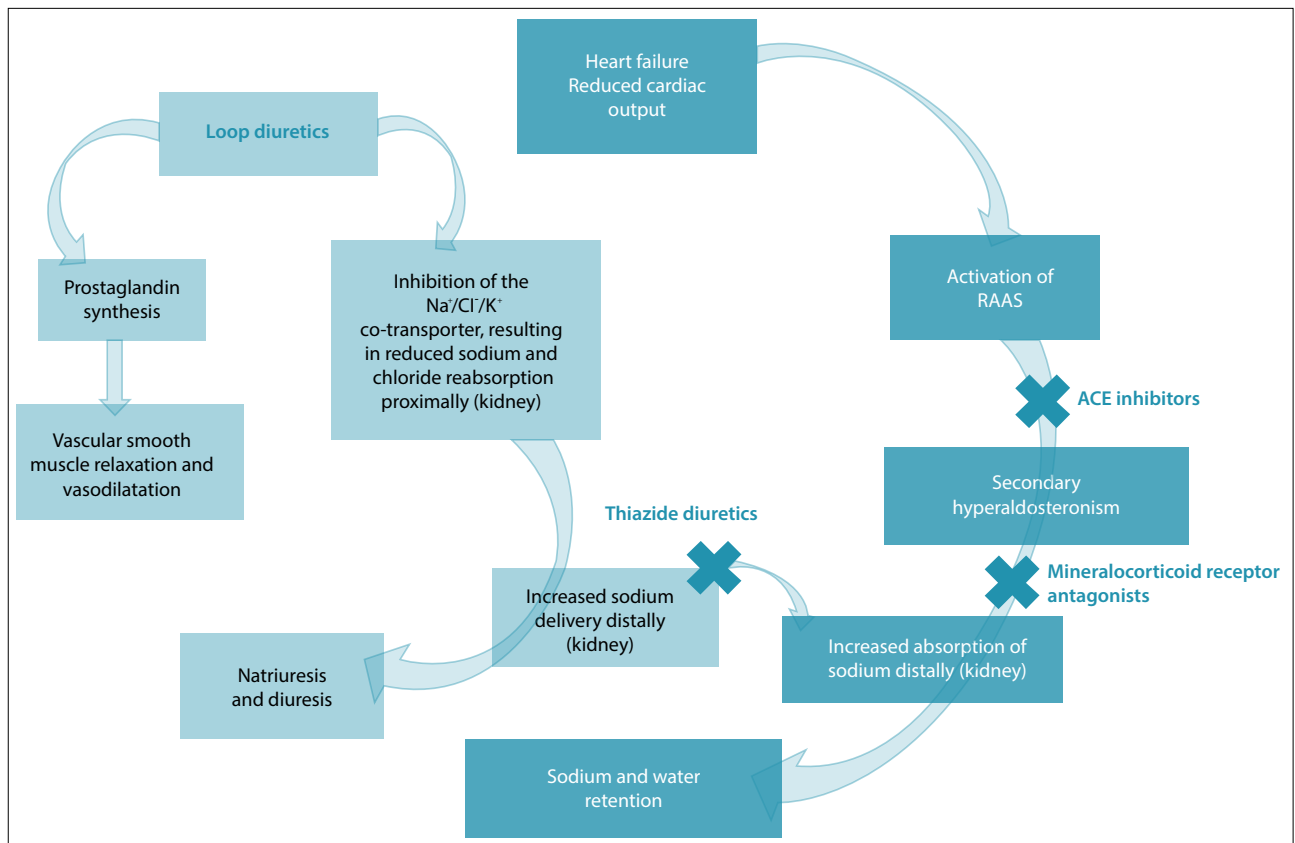 Heart failure
Reduced cardiac
output
Loop diuretics
Prostaglandin
synthesis
Inhibition of the
Na⁺/Cl⁻/K⁺
co-transporter, resulting
in reduced sodium and
chloride reabsorption
proximally (kidney)
Activation of
RAAS
ACE inhibitors
Vascular smooth
muscle relaxation and
vasodilatation
Secondary
hyperaldosteronism
Thiazide diuretics
Mineralocorticoid receptor
antagonists
Increased sodium
delivery distally
(kidney)
Increased absorption of
sodium distally (kidney)
Natriuresis
and diuresis
Sodium and water
retention